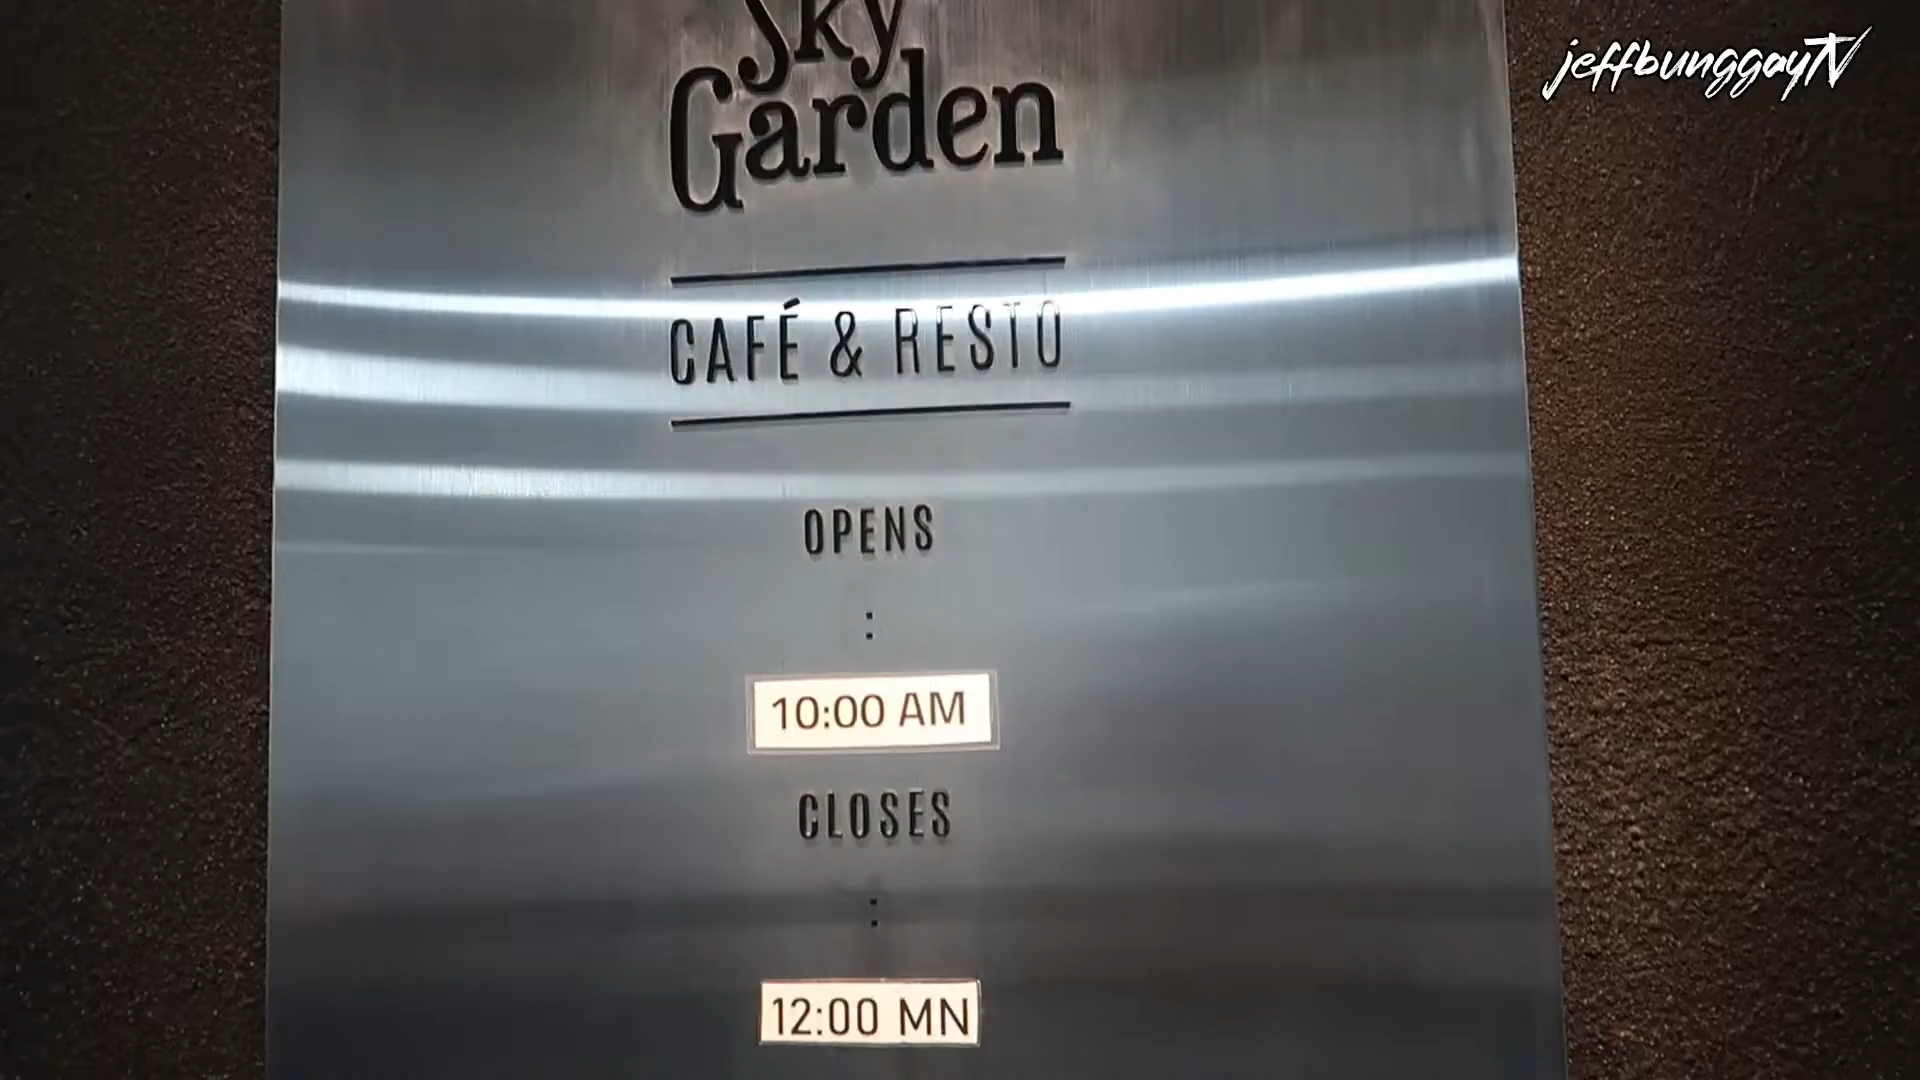 Sky
Garden
jeffbunggayTV
CAFÉ & RESTO
OPENS
:
10:00 AM
CLOSES
:
12:00 MN